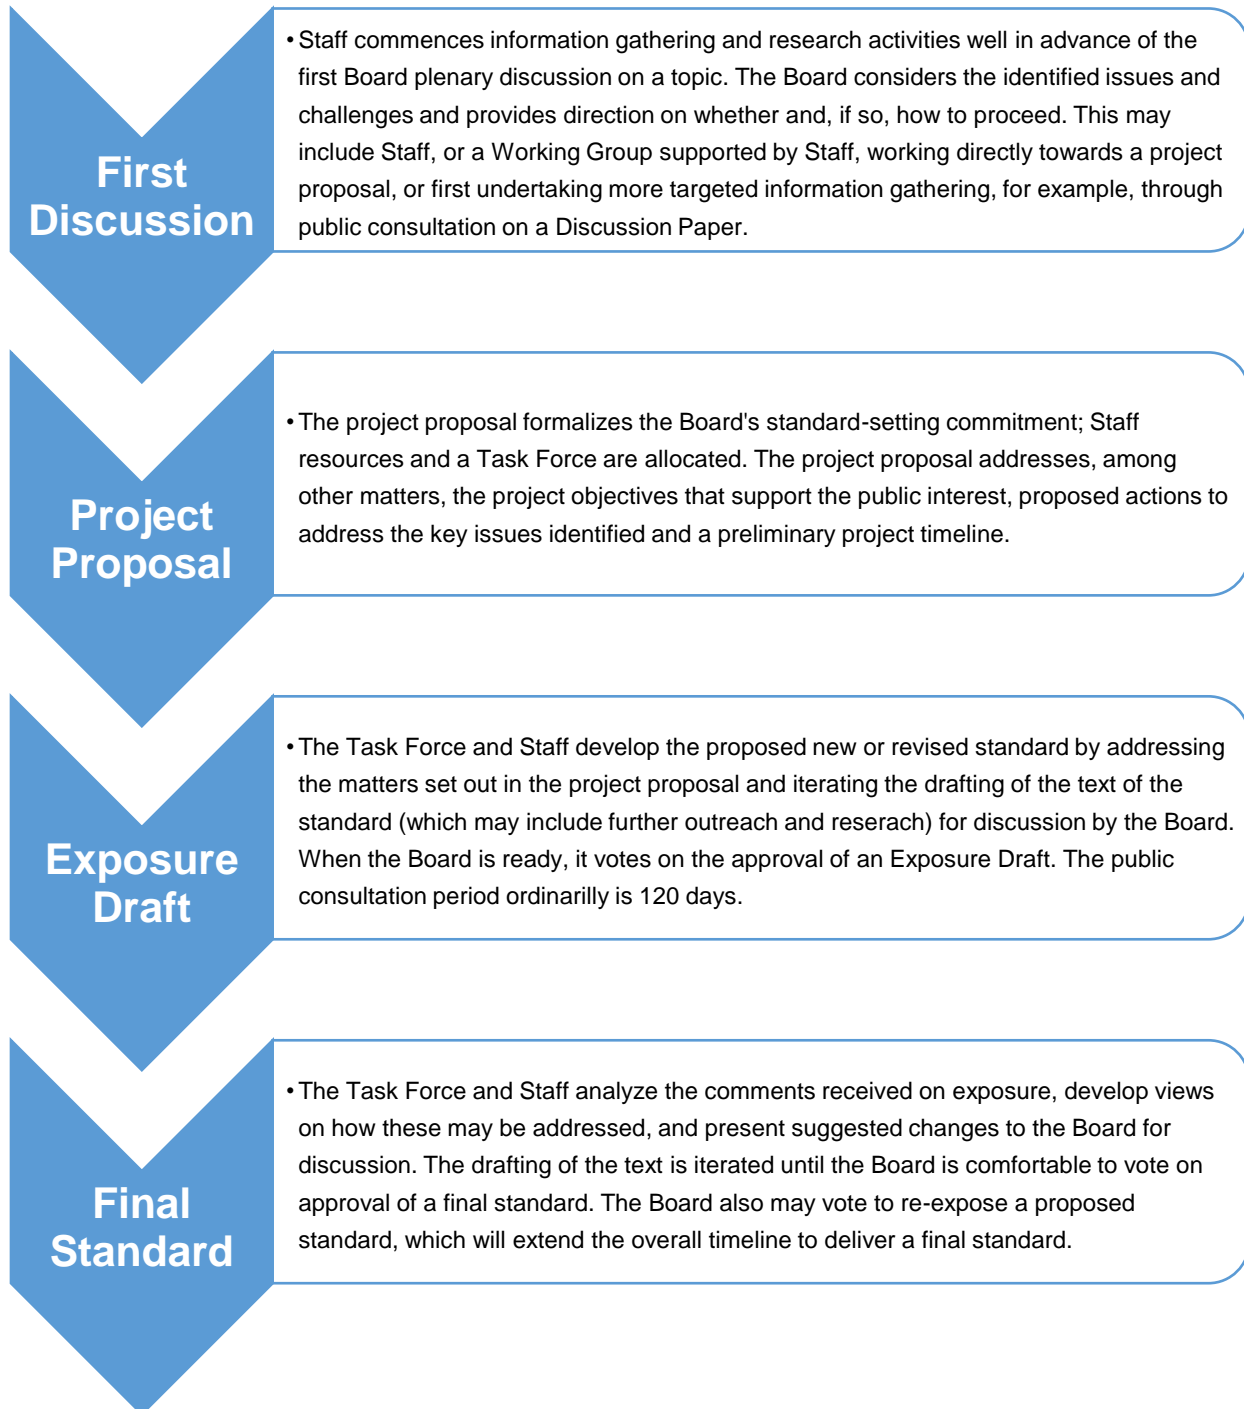 First
Discussion
• Staff commences information gathering and research activities well in advance of the
first Board plenary discussion on a topic. The Board considers the identified issues and
challenges and provides direction on whether and, if so, how to proceed. This may
include Staff, or a Working Group supported by Staff, working directly towards a project
proposal, or first undertaking more targeted information gathering, for example, through
public consultation on a Discussion Paper.
Project
Proposal
• The project proposal formalizes the Board's standard-setting commitment; Staff
resources and a Task Force are allocated. The project proposal addresses, among
other matters, the project objectives that support the public interest, proposed actions to
address the key issues identified and a preliminary project timeline.
Exposure
Draft
• The Task Force and Staff develop the proposed new or revised standard by addressing
the matters set out in the project proposal and iterating the drafting of the text of the
standard (which may include further outreach and reserach) for discussion by the Board.
When the Board is ready, it votes on the approval of an Exposure Draft. The public
consultation period ordinarilly is 120 days.
Final
Standard
• The Task Force and Staff analyze the comments received on exposure, develop views
on how these may be addressed, and present suggested changes to the Board for
discussion. The drafting of the text is iterated until the Board is comfortable to vote on
approval of a final standard. The Board also may vote to re-expose a proposed
standard, which will extend the overall timeline to deliver a final standard.